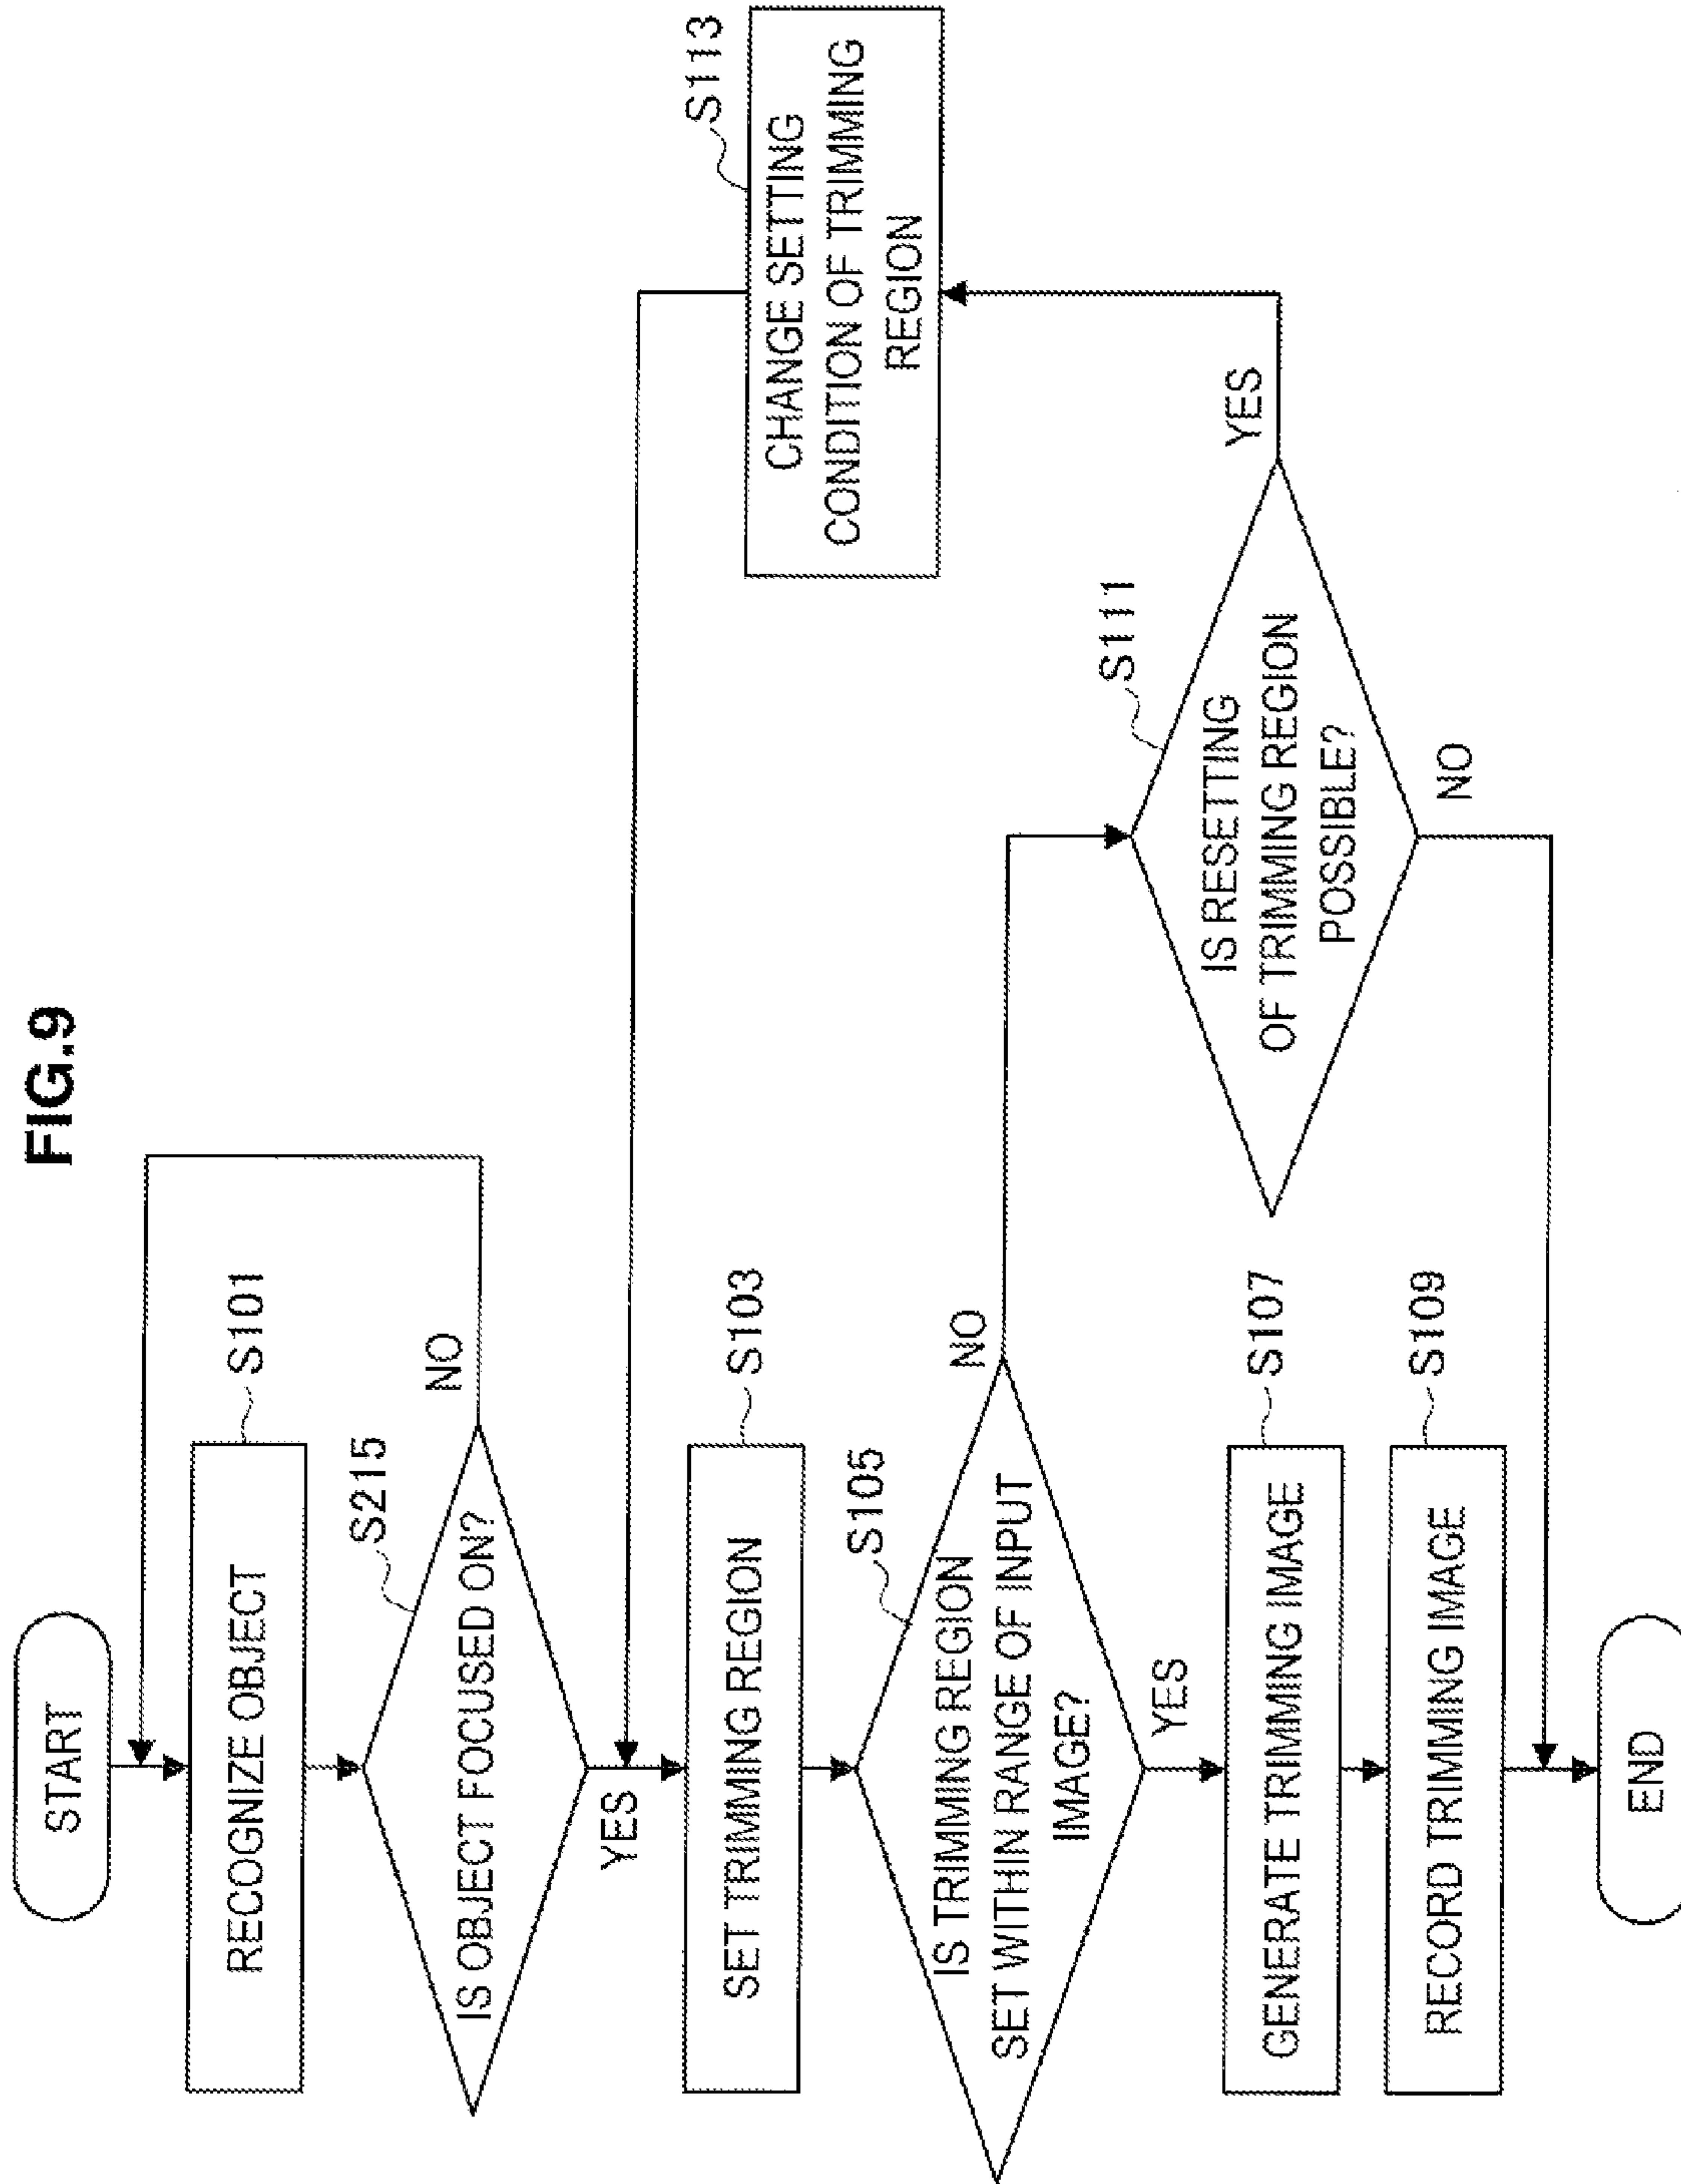 FIG.9
START
RECOGNIZE OBJECT
S101
IS OBJECT FOCUSED ON?
S215
NO
YES
SET TRIMMING REGION
S103
IS TRIMMING REGION
SET WITHIN RANGE OF INPUT
IMAGE?
S105
NO
YES
GENERATE TRIMMING IMAGE
S107
RECORD TRIMMING IMAGE
S109
END
CHANGE SETTING
CONDITION OF TRIMMING
REGION
S113
IS RESETTING
OF TRIMMING REGION
POSSIBLE?
S111
YES
NO